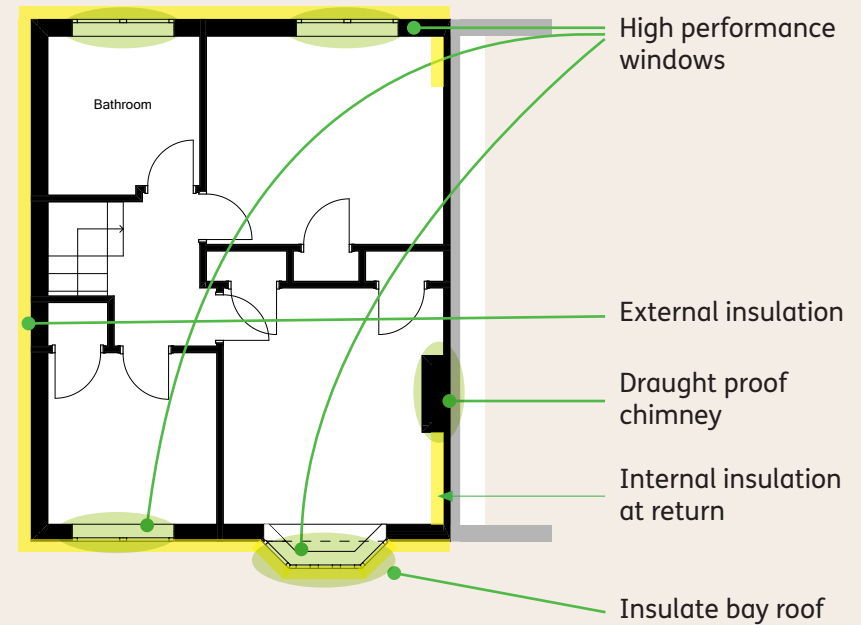 High performance
windows
Bathroom
External insulation
Draught proof
chimney
Internal insulation
at return
Insulate bay roof